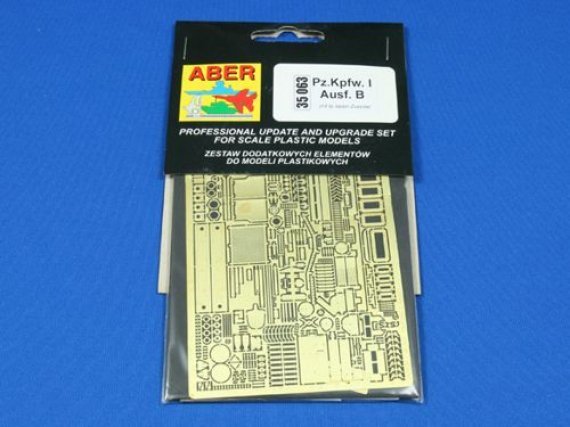 ABER
35 063
Pz.Kpfw. I
Ausf. B
PROFESSIONAL UPDATE AND UPGRADE SET
FOR SCALE PLASTIC MODELS
ZESTAW DODATKOWYCH ELEMENTÓW
DO MODELI PLASTIKOWYCH